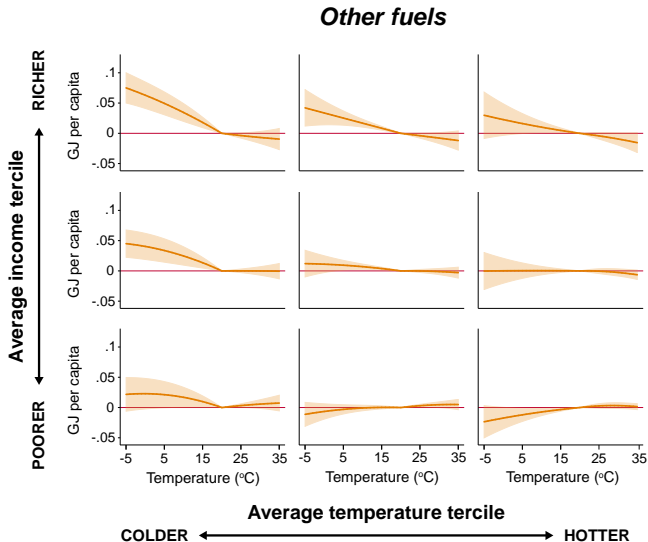 Other fuels
RICHER
Average income tercile
POORER
GJ per capita
.1
.05
0
-.05
GJ per capita
.1
.05
0
-.05
GJ per capita
.1
.05
0
-.05
-5 5 15 25 35 -5 5 15 25 35 -5 5 15 25 35
Temperature (°C) Temperature (°C) Temperature (°C)
Average temperature tercile
COLDER HOTTER